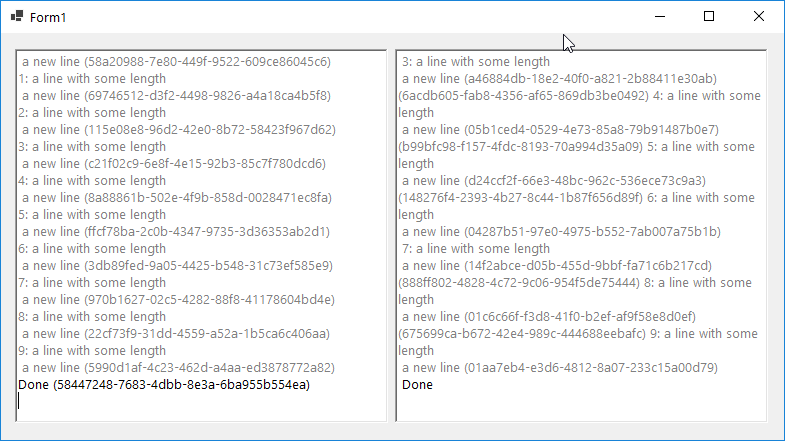 Form1
a new line (58a20988-7e80-449f-9522-609ce86045c6)
1: a line with some length
a new line (69746512-d3f2-4498-9826-a4a18ca4b5f8)
2: a line with some length
a new line (115e08e8-96d2-42e0-8b72-58423f967d62)
3: a line with some length
a new line (c21f02c9-6e8f-4e15-92b3-85c7f780dcd6)
4: a line with some length
a new line (8a88861b-502e-4f9b-858d-0028471ec8fa)
5: a line with some length
a new line (ffcf78ba-2c0b-4347-9735-3d36353ab2d1)
6: a line with some length
a new line (3db89fed-9a05-4425-b548-31c73ef585e9)
7: a line with some length
a new line (970b1627-02c5-4282-88f8-41178604bd4e)
8: a line with some length
a new line (22cf73f9-31dd-4559-a52a-1b5ca6c406aa)
9: a line with some length
a new line (5990d1af-4c23-462d-a4aa-ed3878772a82)
Done (58447248-7683-4dbb-8e3a-6ba955b554ea)
3: a line with some length
a new line (a46884db-18e2-40f0-a821-2b88411e30ab)
(6acdb605-fab8-4356-af65-869db3be0492) 4: a line with some
length
a new line (05b1ced4-0529-4e73-85a8-79b91487b0e7)
(b99bfc98-f157-4fdc-8193-70a994d35a09) 5: a line with some
length
a new line (d24ccf2f-66e3-48bc-962c-536ece73c9a3)
(148276f4-2393-4b27-8c44-1b87f656d89f) 6: a line with some
length
a new line (04287b51-97e0-4975-b552-7ab007a75b1b)
7: a line with some length
a new line (14f2abce-d05b-455d-9bbf-fa71c6b217cd)
(888ff802-4828-4c72-9c06-954f5de75444) 8: a line with some
length
a new line (01c6c66f-f3d8-41f0-b2ef-af9f58e8d0ef)
(675699ca-b672-42e4-989c-444688eebafc) 9: a line with some
length
a new line (01aa7eb4-e3d6-4812-8a07-233c15a00d79)
Done